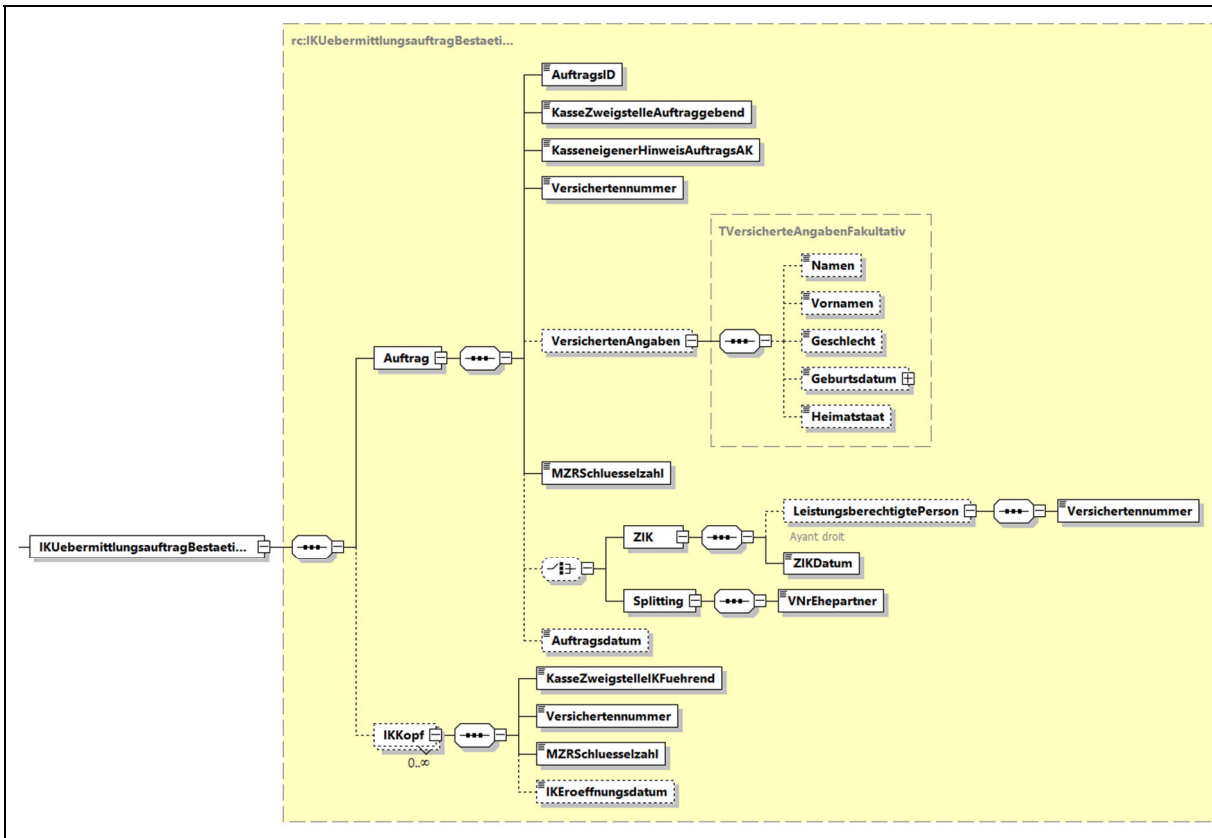 rc:IKUebermittlungsauftragBestaeti...
AuftragsID
KasseZweigstelleAuftraggebend
KasseneigenerHinweisAuftragsAK
Versichertennummer
TVersicherteAngabenFakultativ
Namen
Vornamen
VersichertenAngaben
Geschlecht
Auftrag
Geburtsdatum
Heimatstaat
MZRSchluesselzahl
LeistungsberechtigtePerson
Versichertennummer
Ayant droit
ZIK
IKUebermittlungsauftragBestaeti...
ZIKDatum
Splitting
VNrEhepartner
Auftragsdatum
KasseZweigstelleIKFuehrend
Versichertennummer
IKKopf
MZRSchluesselzahl
0..∞
IKEroeffnungsdatum